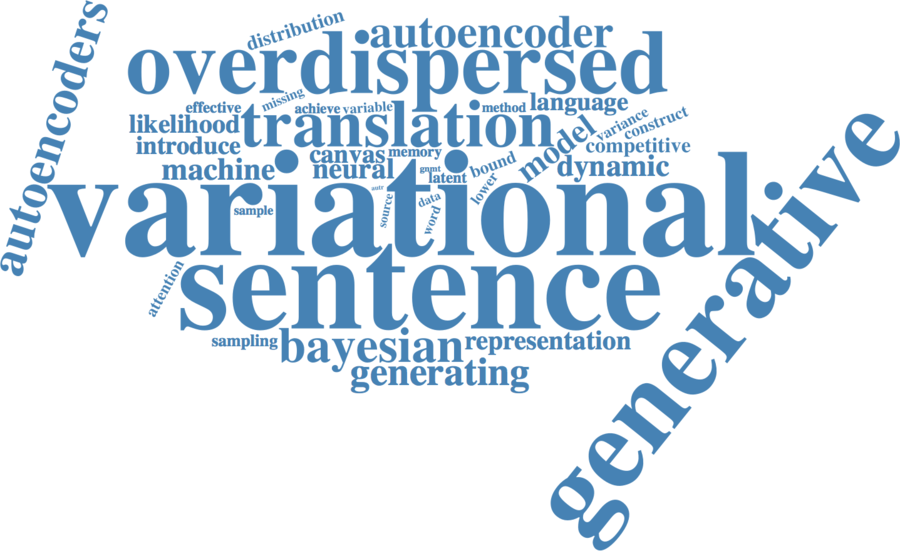 distribution
autoencoder
autoencoders
overdispersed
missing
effective
achieve
variable
method
language
likelihood
translation
variance
construct
introduce
canvas
memory
model
competitive
machine
neural
gnmt
latent
bound
dynamic
autr
lower
variational
sample
source
data
word
generative
sentence
attention
sampling
bayesian
representation
generating